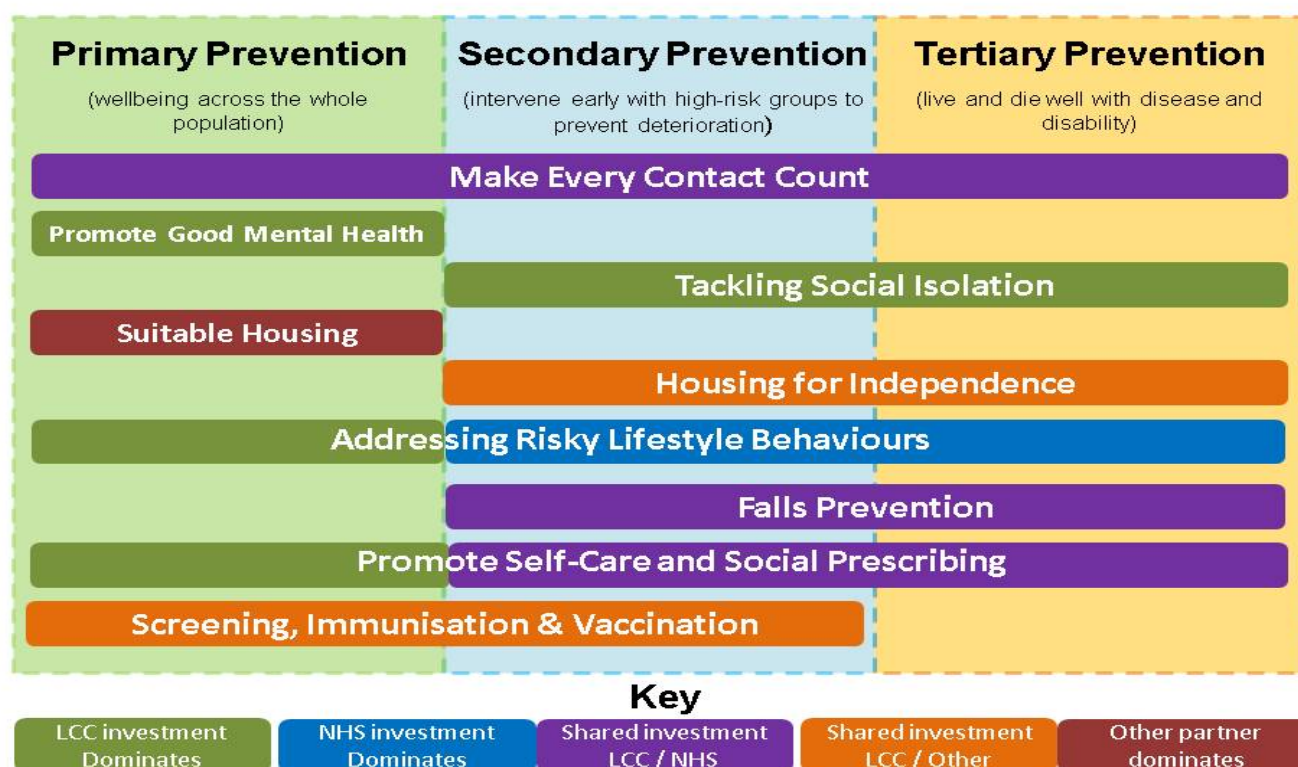 Primary Prevention
(wellbeing across the whole
population)
Secondary Prevention
(intervene early with high-risk groups to
prevent deterioration)
Tertiary Prevention
(live and die well with disease and
disability)
Make Every Contact Count
Promote Good Mental Health
Tackling Social Isolation
Suitable Housing
Housing for Independence
Addressing Risky Lifestyle Behaviours
Falls Prevention
Promote Self-Care and Social Prescribing
Screening, Immunisation & Vaccination
Key
LCC investment
Dominates
NHS investment
Dominates
Shared investment
LCC / NHS
Shared investment
LCC / Other
Other partner
dominates